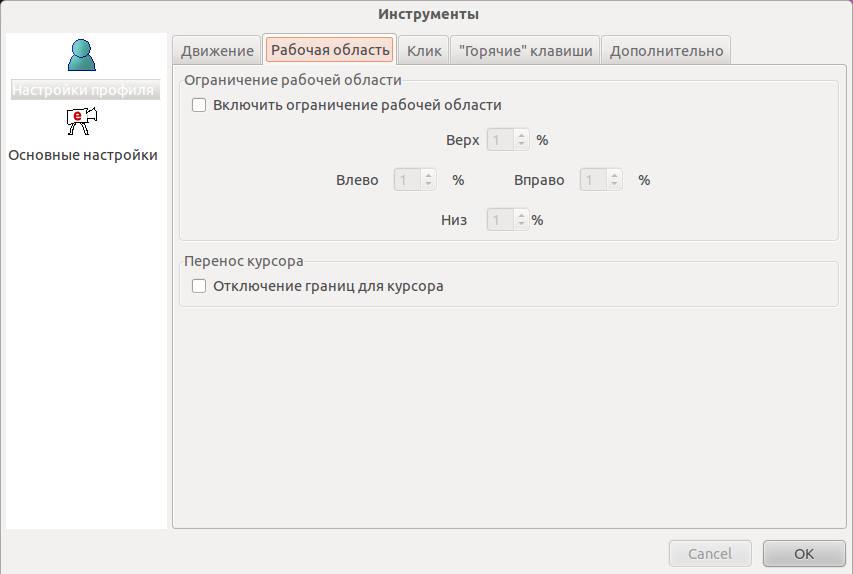 Инструменты
Движение Рабочая область Клик "Горячие" клавиши Дополнительно
Настройки профиля
e
Основные настройки
Ограничение рабочей области
Включить ограничение рабочей области
Верх 1 %
Влево 1 % Вправо 1 %
Низ 1 %
Перенос курсора
Отключение границ для курсора
Cancel OK